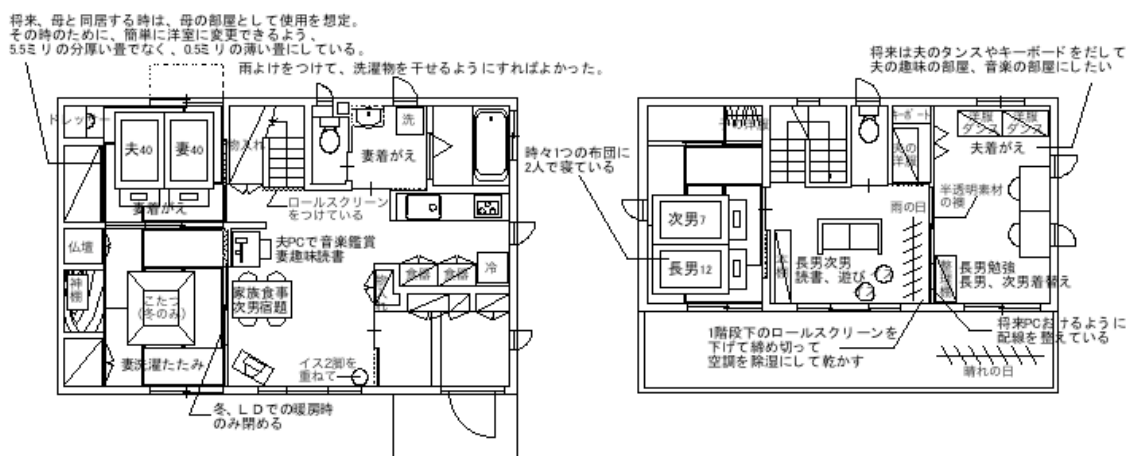 将来、母と同居する時は、母の部屋として使用を想定。
その時のために、簡単に洋室に変更できるよう、
5.5ミリの分厚い畳でなく、0.5ミリの薄い畳にしている。
雨よけをつけて、洗濯物を干せるようにすればよかった。
ドレッサー
夫40
妻40
物入れ
洗
妻着がえ
妻着がえ
ロールスクリーン
をつけている
仏壇
夫PCで音楽鑑賞
妻趣味読書
神棚
こたつ
(冬のみ)
家族食事
次男宿題
物入れ
食器
食器
冷
妻洗濯たたみ
イス2脚を
重ねて
冬、LDでの暖房時
のみ閉める
将来は夫のタンスやキーボードをだして
夫の趣味の部屋、音楽の部屋にしたい
キーボード
洋服
タンス
洋服
タンス
夫着がえ
時々1つの布団に
2人で寝ている
半透明素材
の襖
雨の日
次男7
長男12
本棚
長男次男
読書、遊び
長男勉強
長男、次男着替え
1階段下のロールスクリーンを
下げて締め切って
空調を除湿にして乾かす
将来PCおけるように
配線を整えている
晴れの日